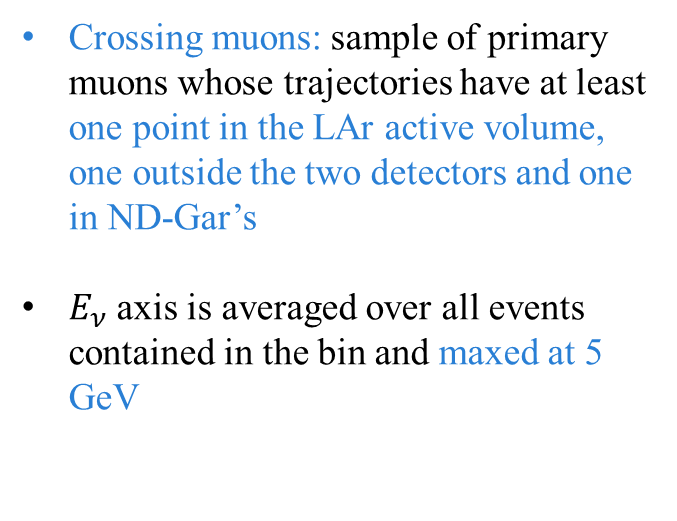 • Crossing muons: sample of primary
muons whose trajectories have at least
one point in the LAr active volume,
one outside the two detectors and one
in ND-Gar’s
• 𝐸𝜈 axis is averaged over all events
contained in the bin and maxed at 5
GeV